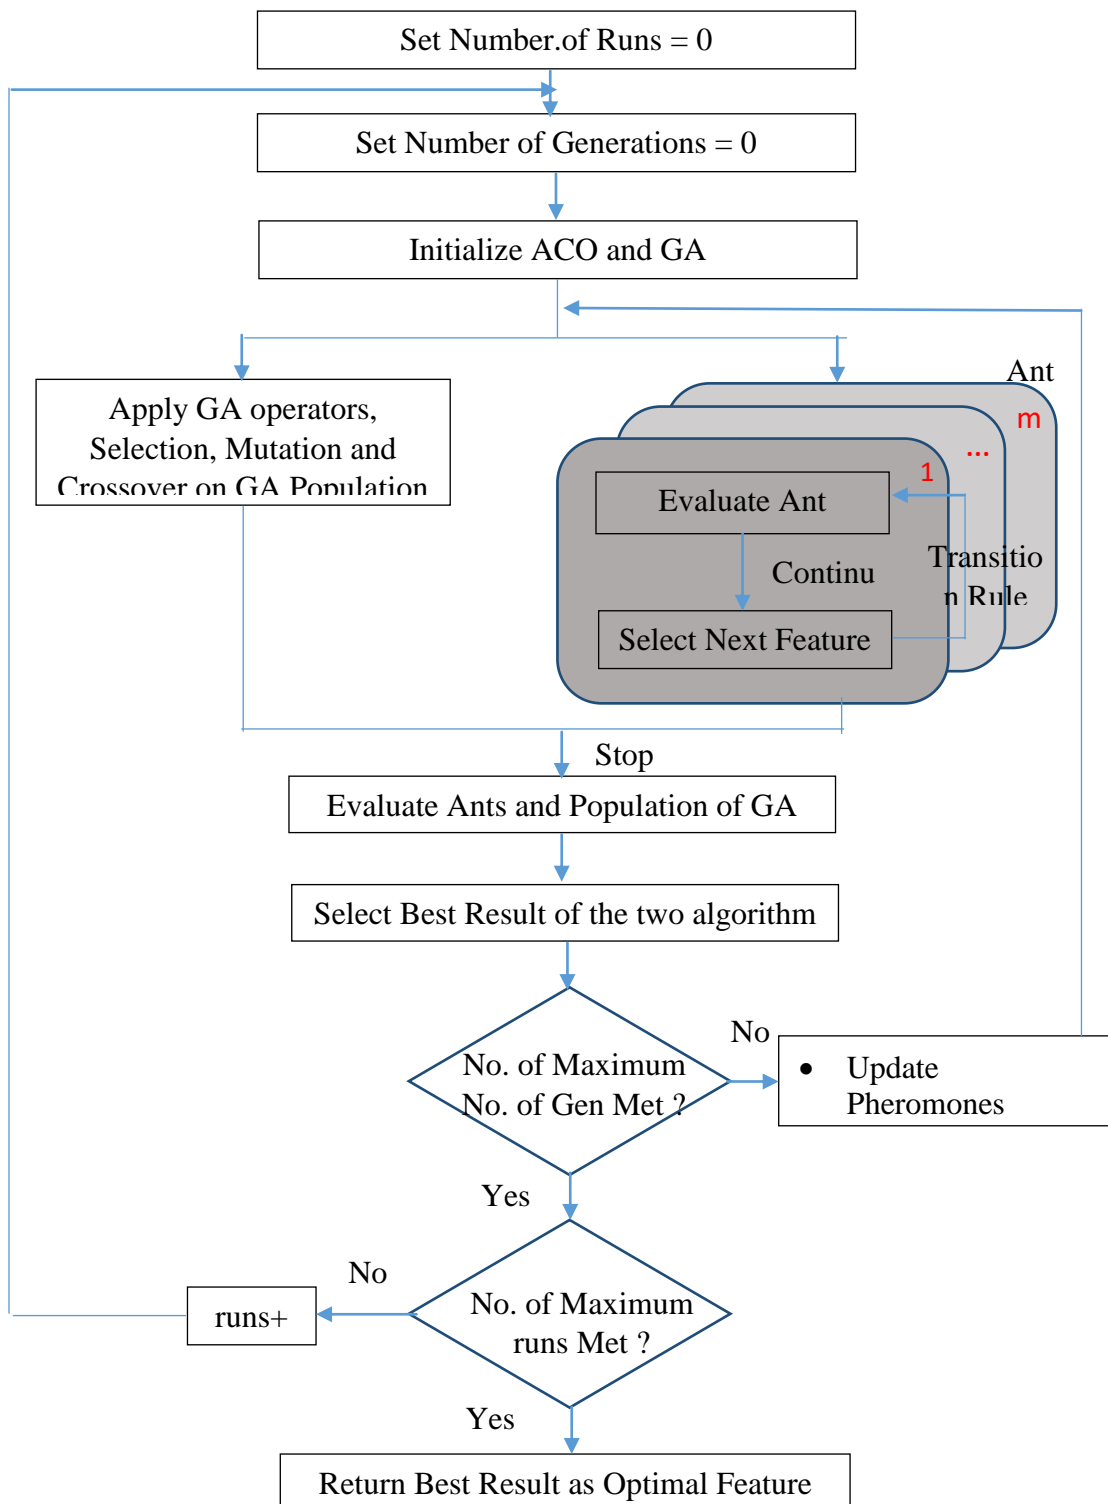 Set Number.of Runs = 0
Set Number of Generations = 0
Initialize ACO and GA
Apply GA operators,
Selection, Mutation and
Crossover on GA Population
Ant
m
...
1
Evaluate Ant
Continu
Transitio
n Rule
Select Next Feature
Stop
Evaluate Ants and Population of GA
Select Best Result of the two algorithm
No. of Maximum
No. of Gen Met ?
No
• Update
Pheromones
Yes
No. of Maximum
runs Met ?
No
runs+
Yes
Return Best Result as Optimal Feature